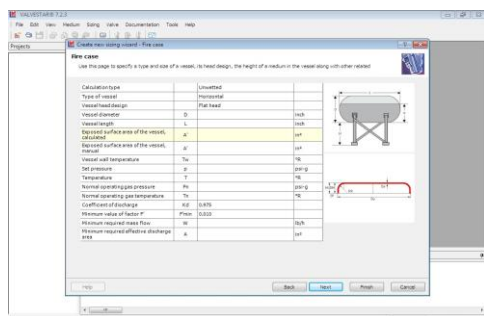 VALVESTAR® 7.2.3
File Edit View Medium Sizing Valve Documentation Tools Help
Projects
Create new sizing wizard - Fire case
Fire case
Use this page to specify a type and size of a vessel, its head design, the height of a medium in the vessel along with other related
Calculation type Unwetted
Type of vessel Horizontal
Vessel head design Flat head
Vessel diameter D inch
Vessel length L inch
Exposed surface area of the vessel, calculated A' in²
Exposed surface area of the vessel, manual A' in²
Vessel wall temperature Tw °R
Set pressure p psi-g
Temperature T °R
Normal operating gas pressure Pn psi-g
Normal operating gas temperature Tn °R
Coefficient of discharge Kd 0.975
Minimum value of factor F' F'min 0.010
Minimum required mass flow W lb/h
Minimum required effective discharge area A in²
Help Back Next Finish Cancel